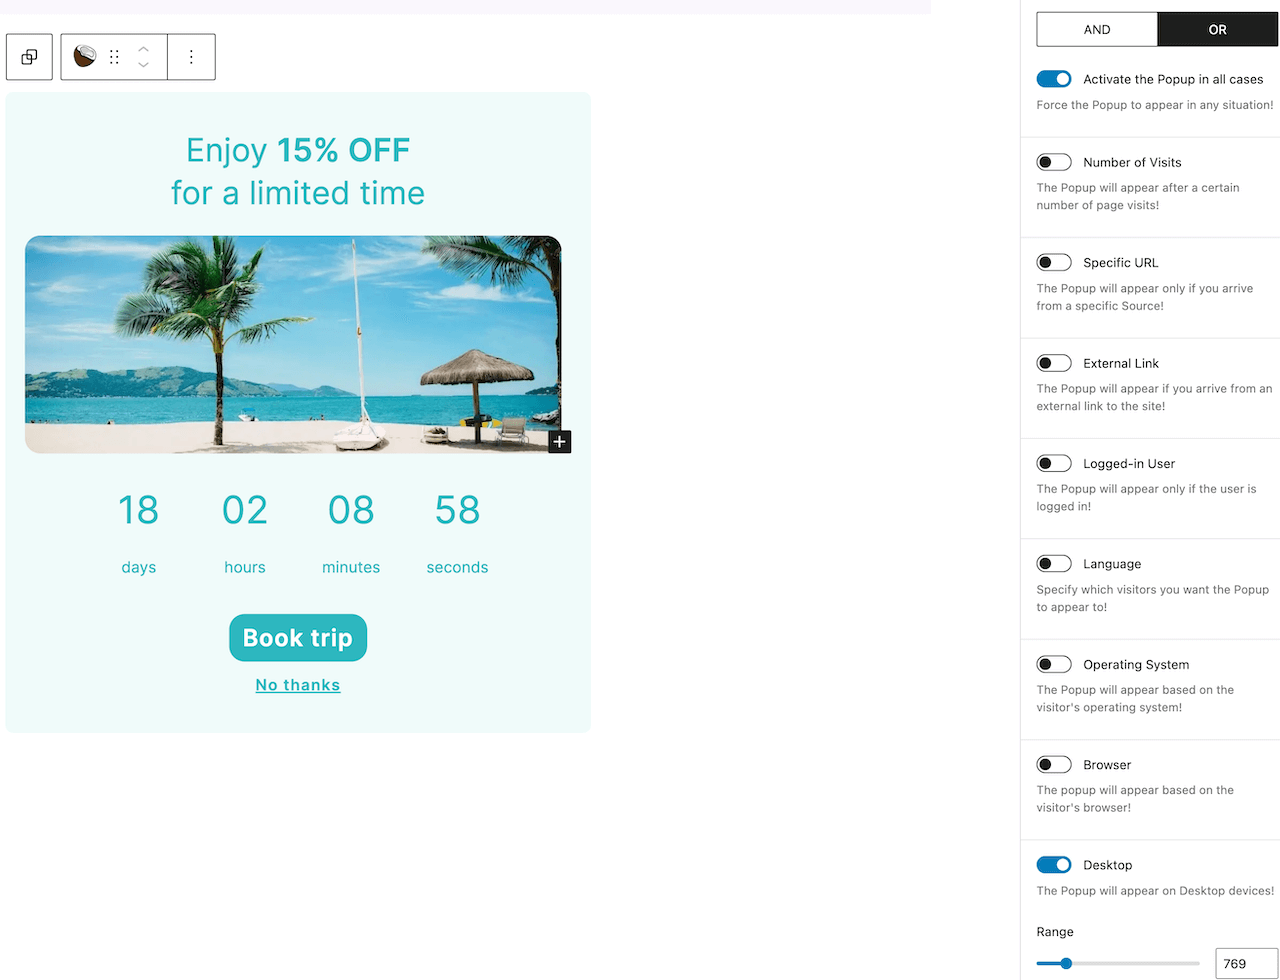 Enjoy 15% OFF
for a limited time
18 02 08 58
days hours minutes seconds
Book trip
No thanks
AND OR
Activate the Popup in all cases
Force the Popup to appear in any situation!
Number of Visits
The Popup will appear after a certain
number of page visits!
Specific URL
The Popup will appear only if you arrive
from a specific Source!
External Link
The Popup will appear if you arrive from an
external link to the site!
Logged-in User
The Popup will appear only if the user is
logged in!
Language
Specify which visitors you want the Popup
to appear to!
Operating System
The Popup will appear based on the
visitor's operating system!
Browser
The popup will appear based on the
visitor's browser!
Desktop
The Popup will appear on Desktop devices!
Range
769